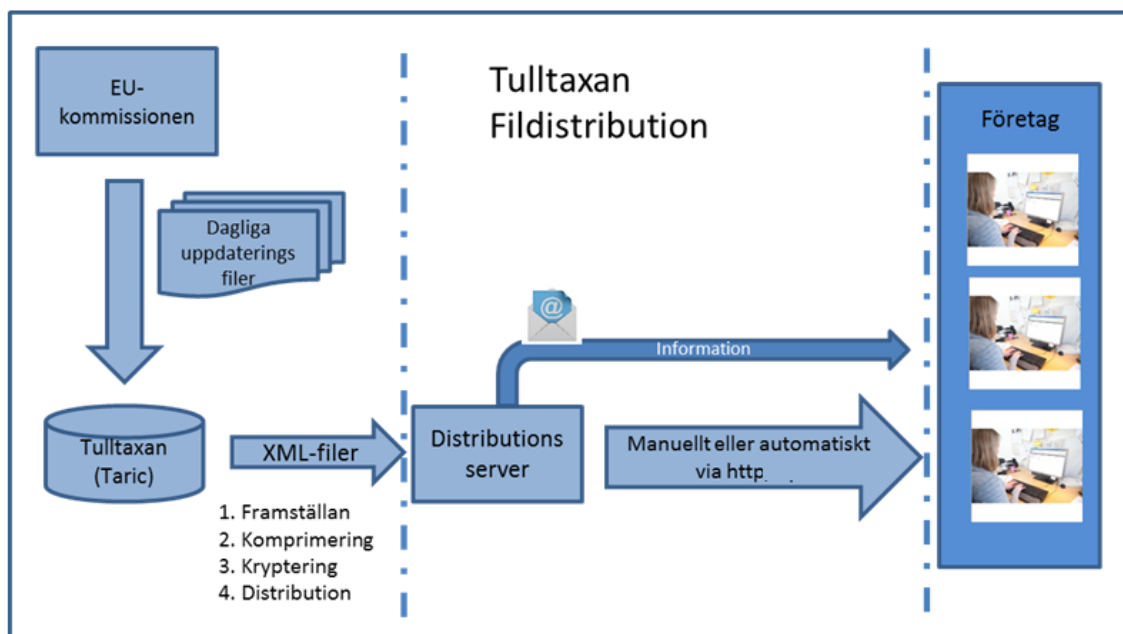 EU-
kommissionen
Dagliga
uppdaterings
filer
Tulltaxan
(Taric)
XML-filer
1. Framställan
2. Komprimering
3. Kryptering
4. Distribution
Tulltaxan
Fildistribution
@
Information
Distributions
server
Manuellt eller automatiskt
via http
Företag